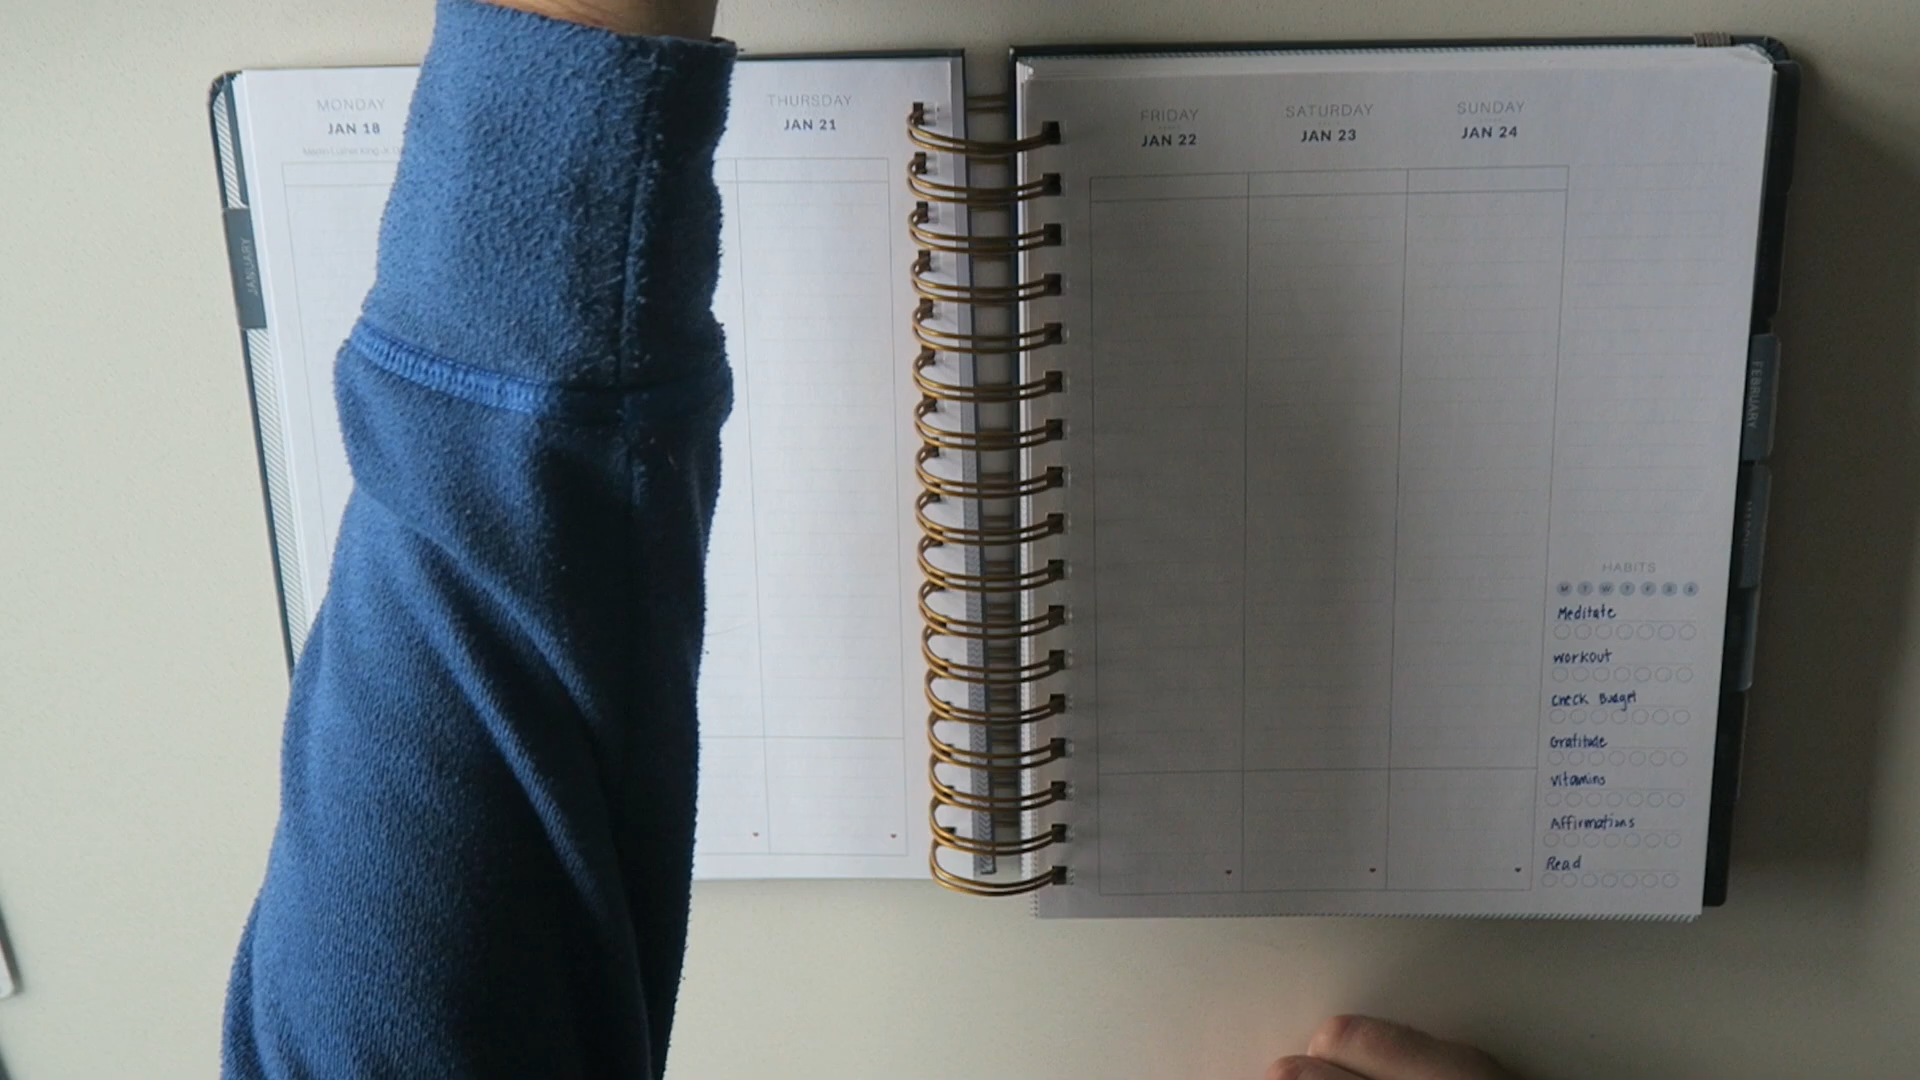 MONDAY
JAN 18
THURSDAY
JAN 21
FRIDAY
JAN 22
SATURDAY
JAN 23
SUNDAY
JAN 24
JANUARY
FEBRUARY
HABITS
M T W T F S S
Meditate
Workout
Check Budget
Gratitude
Vitamins
Affirmations
Read